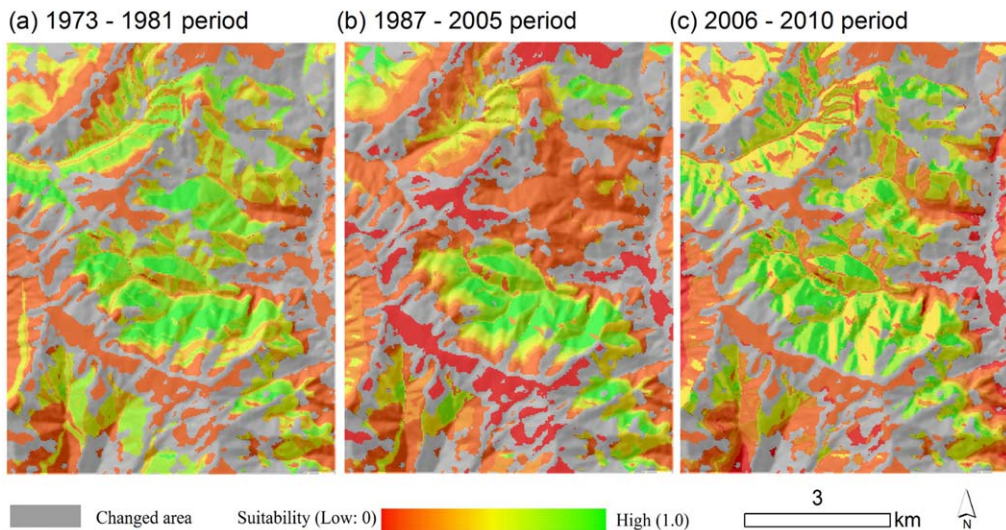 (a) 1973 - 1981 period
(b) 1987 - 2005 period
(c) 2006 - 2010 period
Changed area
Suitability (Low: 0)
High (1.0)
3
km
N